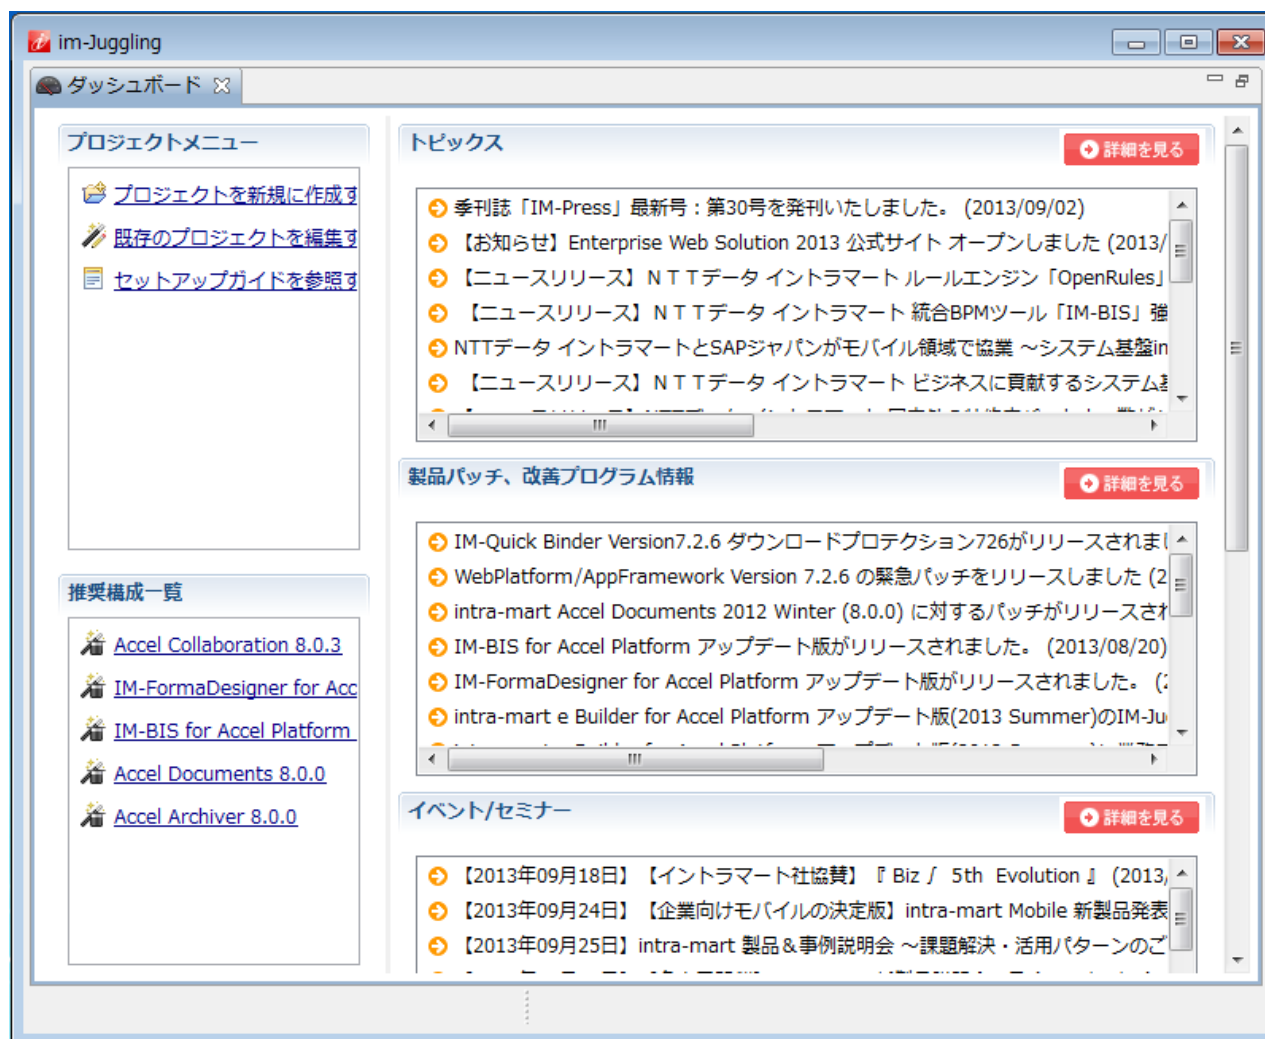 im-Juggling
ダッシュボード
プロジェクトメニュー
プロジェクトを新規に作成す
既存のプロジェクトを編集す
セットアップガイドを参照す
推奨構成一覧
Accel Collaboration 8.0.3
IM-FormaDesigner for Acc
IM-BIS for Accel Platform
Accel Documents 8.0.0
Accel Archiver 8.0.0
トピックス
詳細を見る
季刊誌「IM-Press」最新号：第30号を発刊いたしました。 (2013/09/02)
【お知らせ】Enterprise Web Solution 2013 公式サイト オープンしました (2013/
【ニュースリリース】ＮＴＴデータ イントラマート ルールエンジン「OpenRules」
【ニュースリリース】ＮＴＴデータ イントラマート 統合BPMツール「IM-BIS」強
NTTデータ イントラマートとSAPジャパンがモバイル領域で協業 ～システム基盤in
【ニュースリリース】ＮＴＴデータ イントラマート ビジネスに貢献するシステム基
製品パッチ、改善プログラム情報
詳細を見る
IM-Quick Binder Version7.2.6 ダウンロードプロテクション726がリリースされまし
WebPlatform/AppFramework Version 7.2.6 の緊急パッチをリリースしました (2
intra-mart Accel Documents 2012 Winter (8.0.0) に対するパッチがリリースされ
IM-BIS for Accel Platform アップデート版がリリースされました。 (2013/08/20)
IM-FormaDesigner for Accel Platform アップデート版がリリースされました。 (2
intra-mart e Builder for Accel Platform アップデート版(2013 Summer)のIM-Ju
イベント/セミナー
詳細を見る
【2013年09月18日】【イントラマート社協賛】『 Biz ∫ 5th Evolution 』 (2013/
【2013年09月24日】【企業向けモバイルの決定版】intra-mart Mobile 新製品発表
【2013年09月25日】intra-mart 製品＆事例説明会 ～課題解決・活用パターンのご